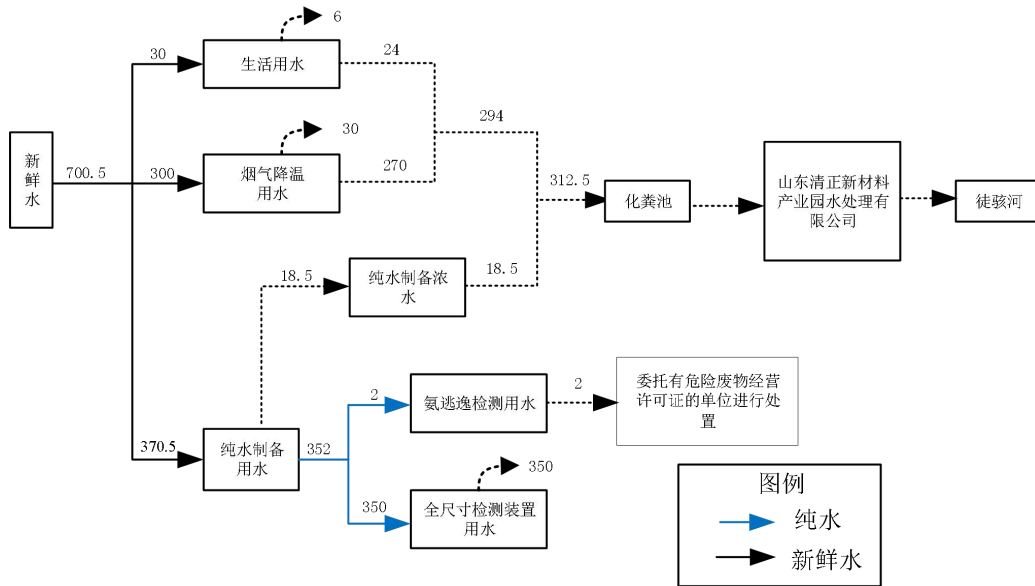 6
30
生活用水
24
新鲜水
700.5
300
烟气降温
用水
30
270
294
312.5
化粪池
山东清正新材料
产业园水处理有
限公司
徒骇河
18.5
纯水制备浓
水
18.5
370.5
纯水制备
用水
352
2
氨逃逸检测用水
2
委托有危险废物经营
许可证的单位进行处
置
350
全尺寸检测装置
用水
350
图例
纯水
新鲜水